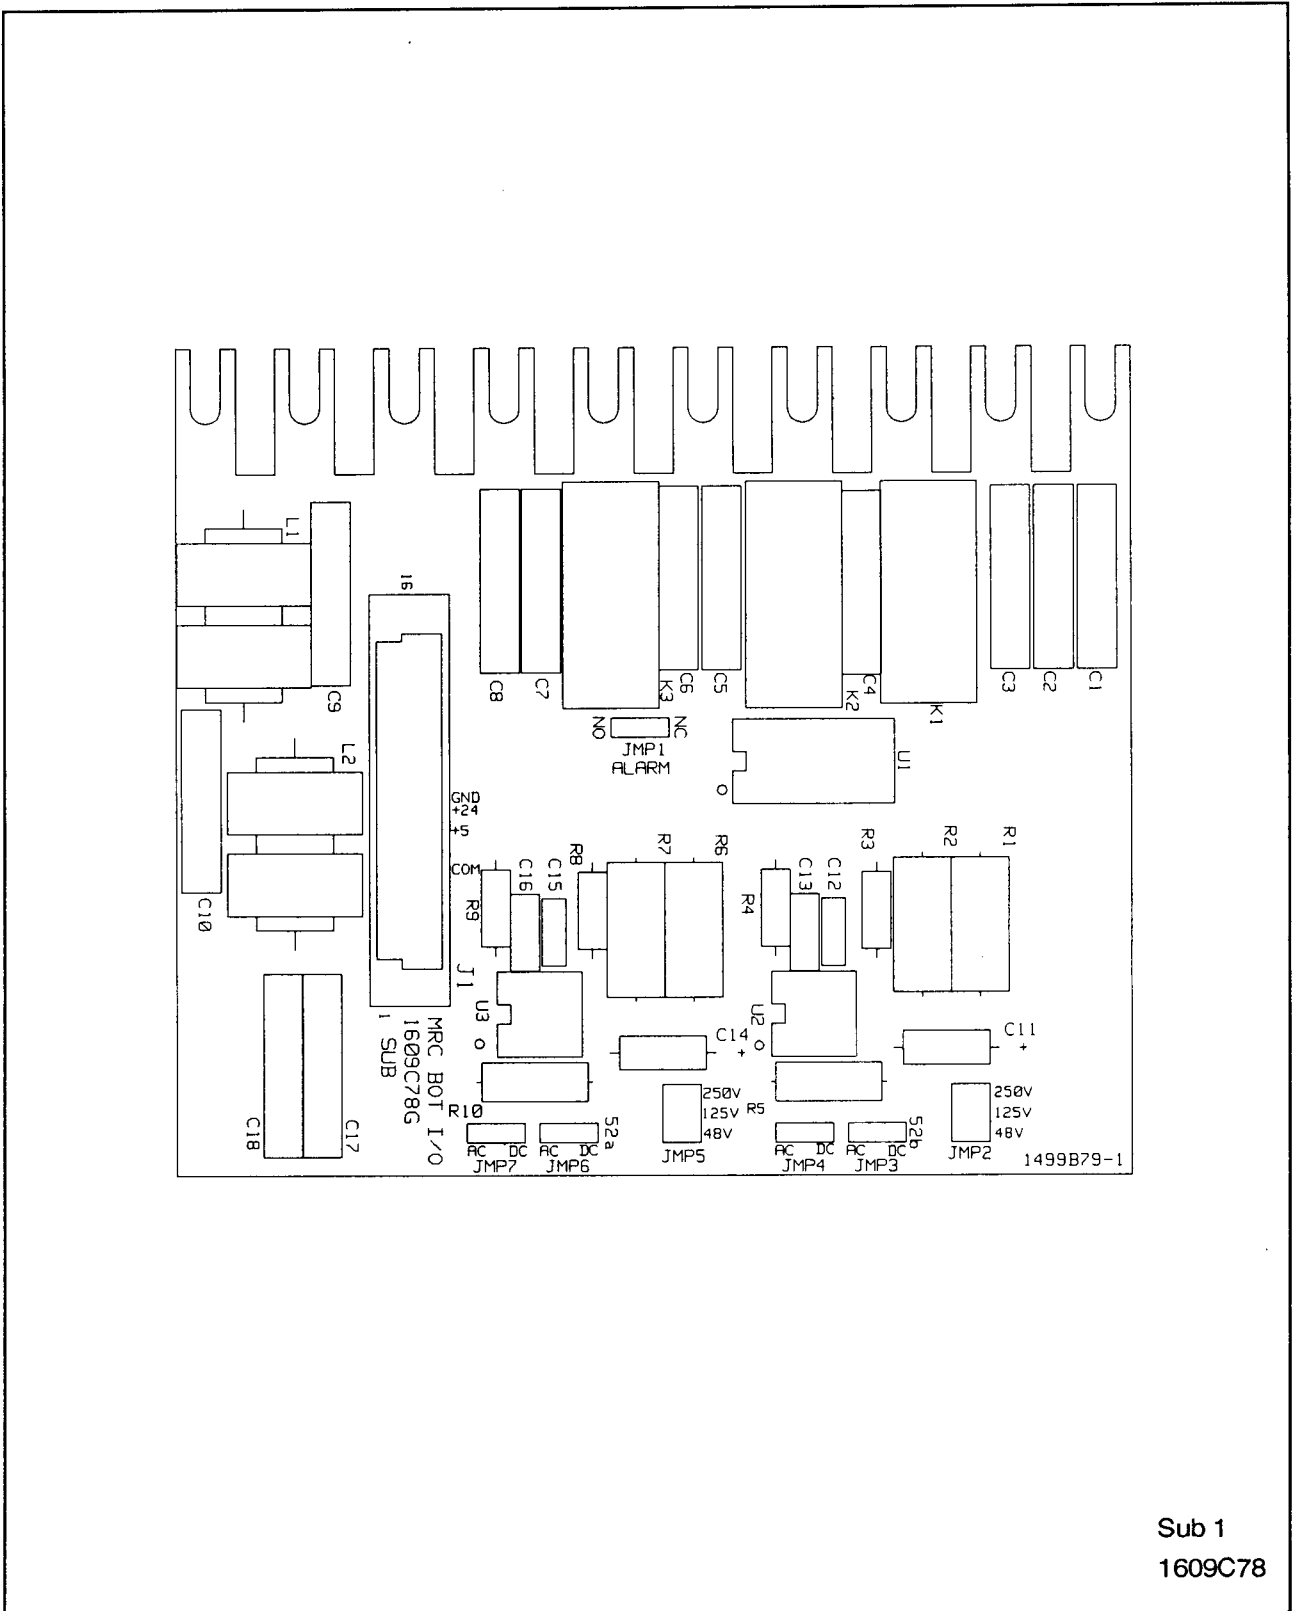 L1
16
C9
C8
C7
K3
C6
C5
K2
C4
K1
C3
C2
C1
NO
NC
JMP1
ALARM
U1
L2
GND
+24
+5
COM
C10
R9
C16
C15
R8
R7
R6
R4
C13
C12
R3
R2
R1
J1
U3
U2
1
SUB
1609C78G
MRC BOT I/O
C14
+
C11
+
R10
R5
250V
125V
48V
250V
125V
48V
C18
C17
52a
52b
AC DC
JMP7
AC DC
JMP6
JMP5
AC DC
JMP4
AC DC
JMP3
JMP2
1499B79-1
Sub 1
1609C78